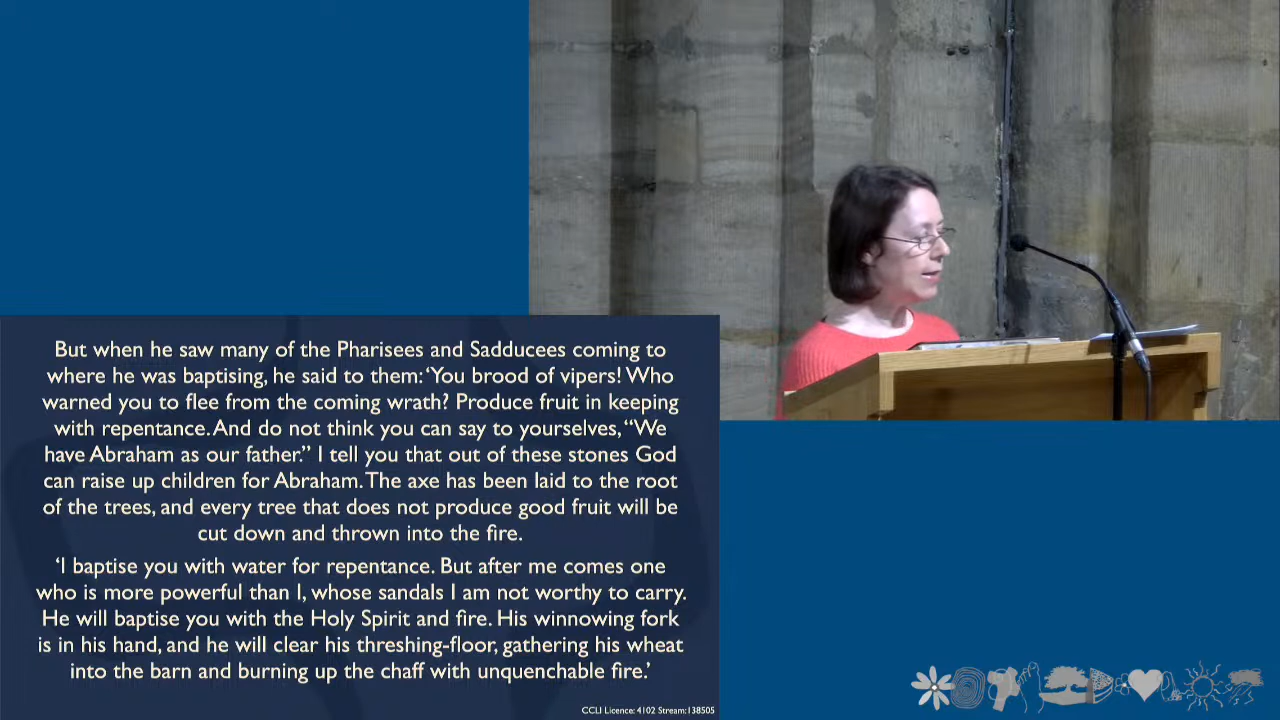 But when he saw many of the Pharisees and Sadducees coming to
where he was baptising, he said to them: ‘You brood of vipers! Who
warned you to flee from the coming wrath? Produce fruit in keeping
with repentance. And do not think you can say to yourselves, “We
have Abraham as our father.” I tell you that out of these stones God
can raise up children for Abraham. The axe has been laid to the root
of the trees, and every tree that does not produce good fruit will be
cut down and thrown into the fire.
‘I baptise you with water for repentance. But after me comes one
who is more powerful than I, whose sandals I am not worthy to carry.
He will baptise you with the Holy Spirit and fire. His winnowing fork
is in his hand, and he will clear his threshing-floor, gathering his wheat
into the barn and burning up the chaff with unquenchable fire.’
CCLI Licence: 4102 Stream:138505